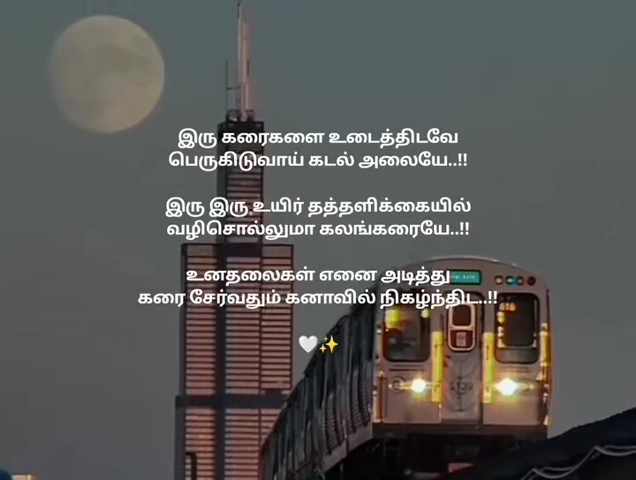 இரு கரைகளை உடைத்திடவே
பெருகிடுவாய் கடல் அலையே..!!
இரு இரு உயிர் தத்தளிக்கையில்
வழிசொல்லுமா கலங்கரையே..!!
உனதலைகள் எனை அடித்து
கரை சேர்வதும் கனாவில் நிகழ்ந்திட..!!
🤍✨